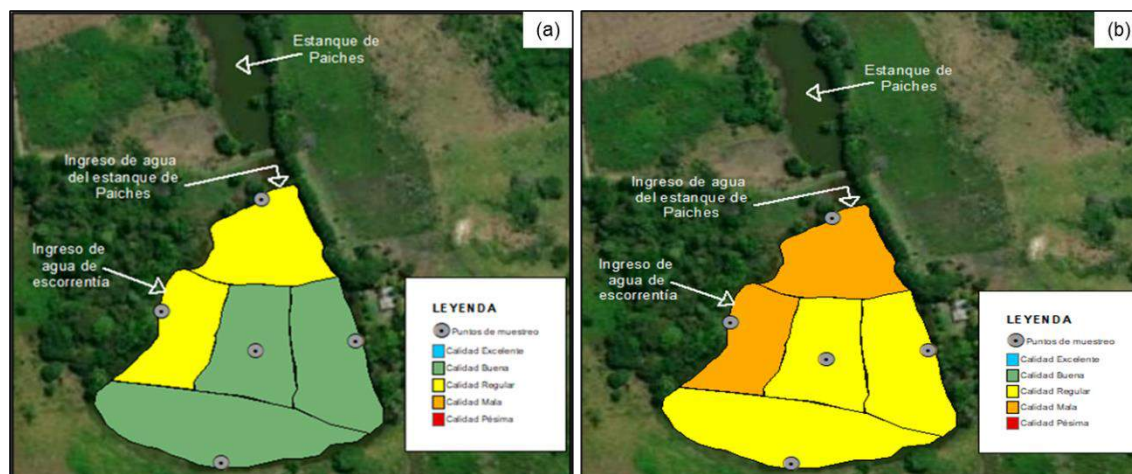 (a)
Estanque de
Paiches
Ingreso de agua
del estanque de
Paiches
Ingreso de
agua de
escorrentía
LEYENDA
Puntos de muestreo
Calidad Excelente
Calidad Buena
Calidad Regular
Calidad Mala
Calidad Pésima
(b)
Estanque de
Paiches
Ingreso de agua
del estanque de
Paiches
Ingreso de
agua de
escorrentía
LEYENDA
Puntos de muestreo
Calidad Excelente
Calidad Buena
Calidad Regular
Calidad Mala
Calidad Pésima